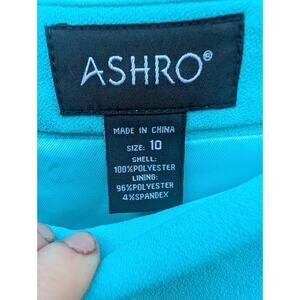 ASHRO®
MADE IN CHINA
SIZE: 10
SHELL:
100%POLYESTER
LINING:
96%POLYESTER
4%SPANDEX